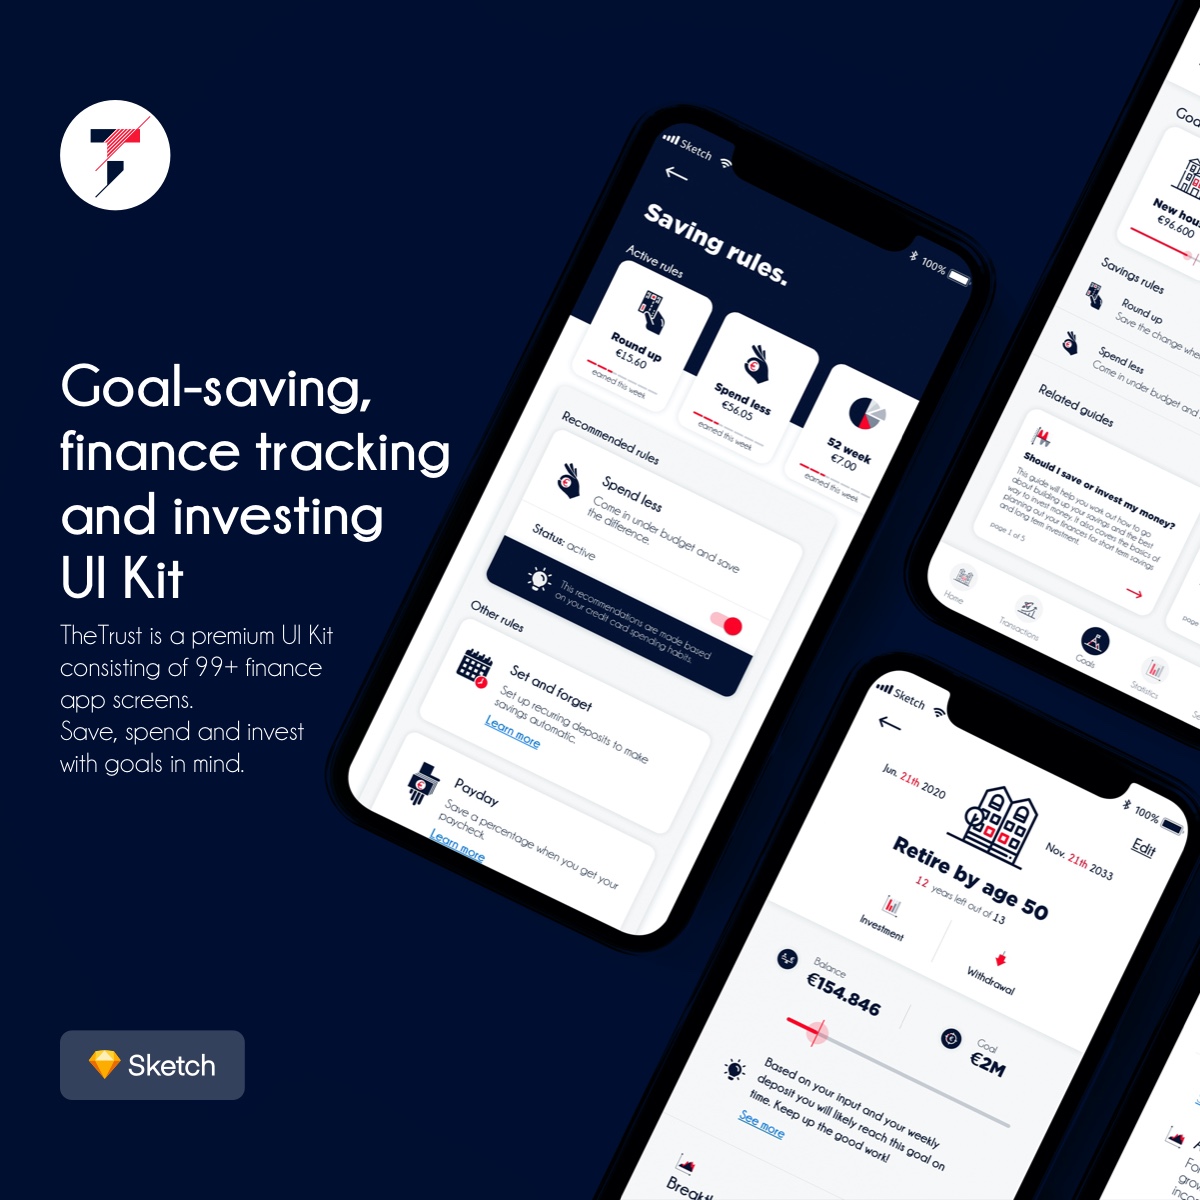 Goal-saving,
finance tracking
and investing
UI Kit
TheTrust is a premium UI Kit
consisting of 99+ finance
app screens.
Save, spend and invest
with goals in mind.
Sketch
Sketch
100%
Saving rules.
Active rules
Round up
€15.60
earned this week
Spend less
€56.05
earned this week
52 week
€7.00
earned this week
Recommended rules
Spend less
Come in under budget and save
the difference.
Status: active
This recommendations are made based
on your credit card spending habits.
Other rules
Set and forget
Set up recurring deposits to make
savings automatic.
Learn more
Payday
Save a percentage when you get your
paycheck.
Learn more
€96.600
Savings rules
Round up
Save the change
Spend less
Come in under budget and
Related guides
Should I save or invest my money?
This guide will help you work out how to go
about building up your savings and the best
way to invest money. It also covers the basics of
planning out your finances for short term savings
and long term investment.
page 1 of 5
page
Home
Transactions
Goals
Statistics
Sketch
100%
Edit
Jun. 21th 2020
Nov. 21th 2033
Retire by age 50
12 years left out of 13
Investment
Withdrawal
Balance
€154.846
Goal
€2M
Based on your input and your weekly
deposit you will likely reach this goal on
time. Keep up the good work!
See more